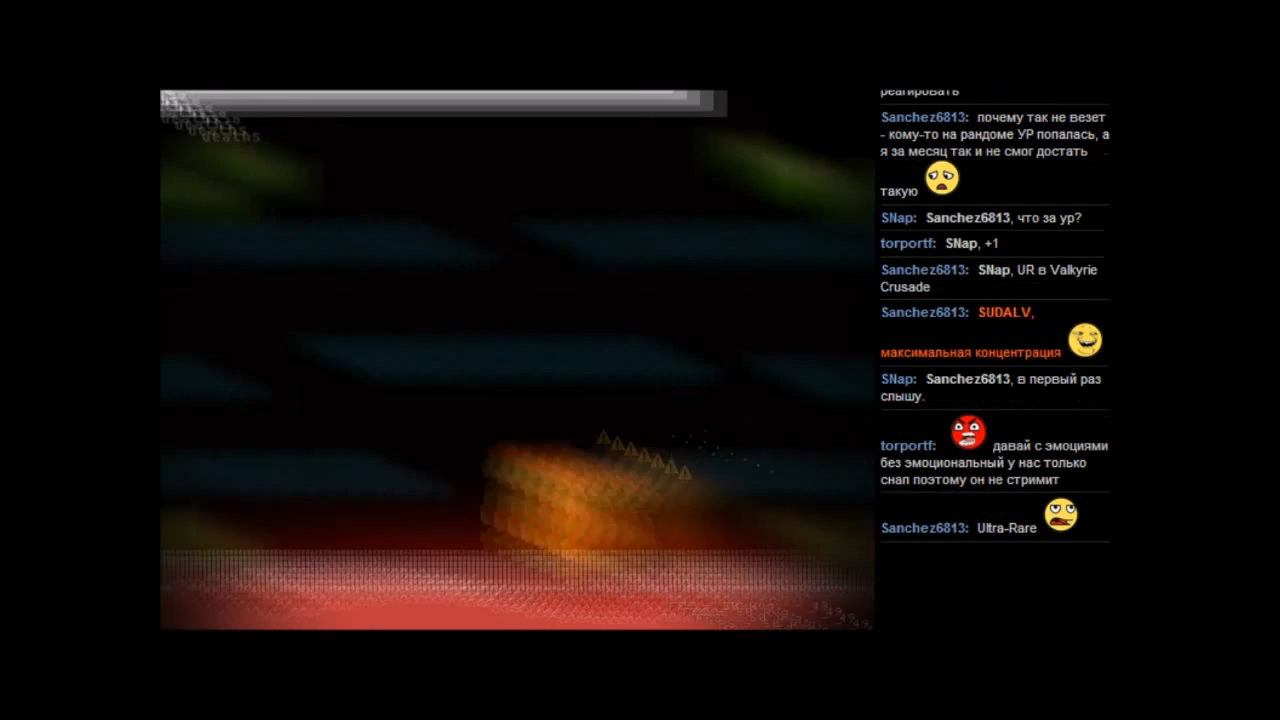 deaths
реагировать
Sanchez6813: почему так не везет
- кому-то на рандоме УР попалась, а
я за месяц так и не смог достать
такую
SNap: Sanchez6813, что за ур?
torportf: SNap, +1
Sanchez6813: SNap, UR в Valkyrie
Crusade
Sanchez6813: SUDALV,
максимальная концентрация
SNap: Sanchez6813, в первый раз
слышу.
torportf: давай с эмоциями
без эмоциональный у нас только
снап поэтому он не стримит
Sanchez6813: Ultra-Rare